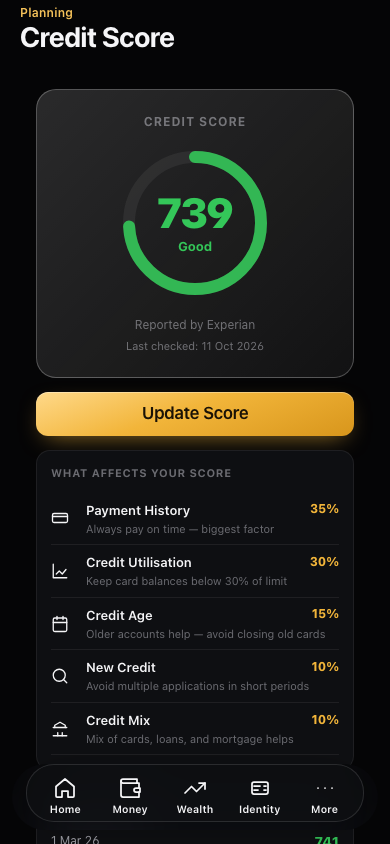 Planning
Credit Score
CREDIT SCORE
739
Good
Reported by Experian
Last checked: 11 Oct 2026
Update Score
WHAT AFFECTS YOUR SCORE
Payment History 35%
Always pay on time — biggest factor
Credit Utilisation 30%
Keep card balances below 30% of limit
Credit Age 15%
Older accounts help — avoid closing old cards
New Credit 10%
Avoid multiple applications in short periods
Credit Mix 10%
Mix of cards, loans, and mortgage helps
Home Money Wealth Identity More
1 Mar 26 741